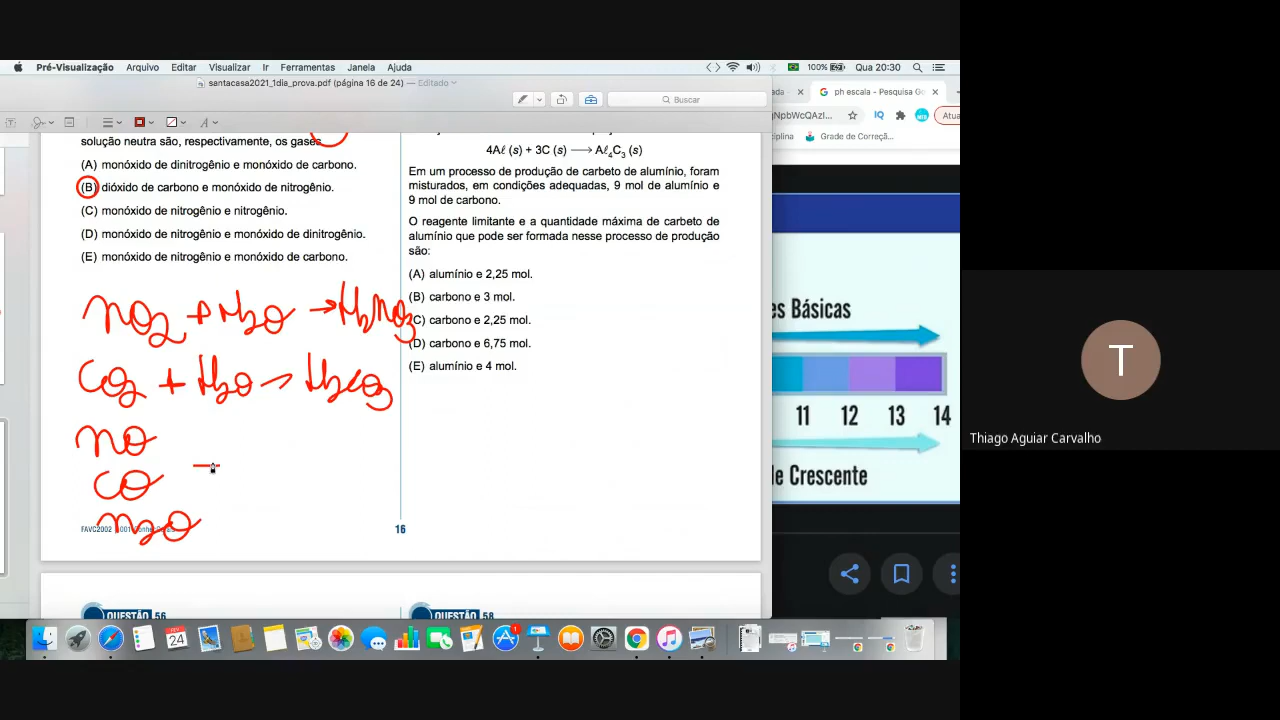 Pré-Visualização Arquivo Editar Visualizar Ir Ferramentas Janela Ajuda 100% Qua 20:30
santacasa2021_1dia_prova.pdf (página 16 de 24) — Editado
Buscar
ph escala - Pesquisa Go
Atua
Grade de Correçã...
solução neutra são, respectivamente, os gases
(A) monóxido de dinitrogênio e monóxido de carbono.
(B) dióxido de carbono e monóxido de nitrogênio.
(C) monóxido de nitrogênio e nitrogênio.
(D) monóxido de nitrogênio e monóxido de dinitrogênio.
(E) monóxido de nitrogênio e monóxido de carbono.
NO2 + H2O → H2NO3
CO2 + H2O → H2CO3
NO
CO
N2O
16
4Aℓ (s) + 3C (s) → Aℓ4C3 (s)
Em um processo de produção de carbeto de alumínio, foram
misturados, em condições adequadas, 9 mol de alumínio e
9 mol de carbono.
O reagente limitante e a quantidade máxima de carbeto de
alumínio que pode ser formada nesse processo de produção
são:
(A) alumínio e 2,25 mol.
(B) carbono e 3 mol.
(C) carbono e 2,25 mol.
(D) carbono e 6,75 mol.
(E) alumínio e 4 mol.
QUESTÃO 56
QUESTÃO 58
es Básicas
11 12 13 14
de Crescente
T
Thiago Aguiar Carvalho
FEV
24
1